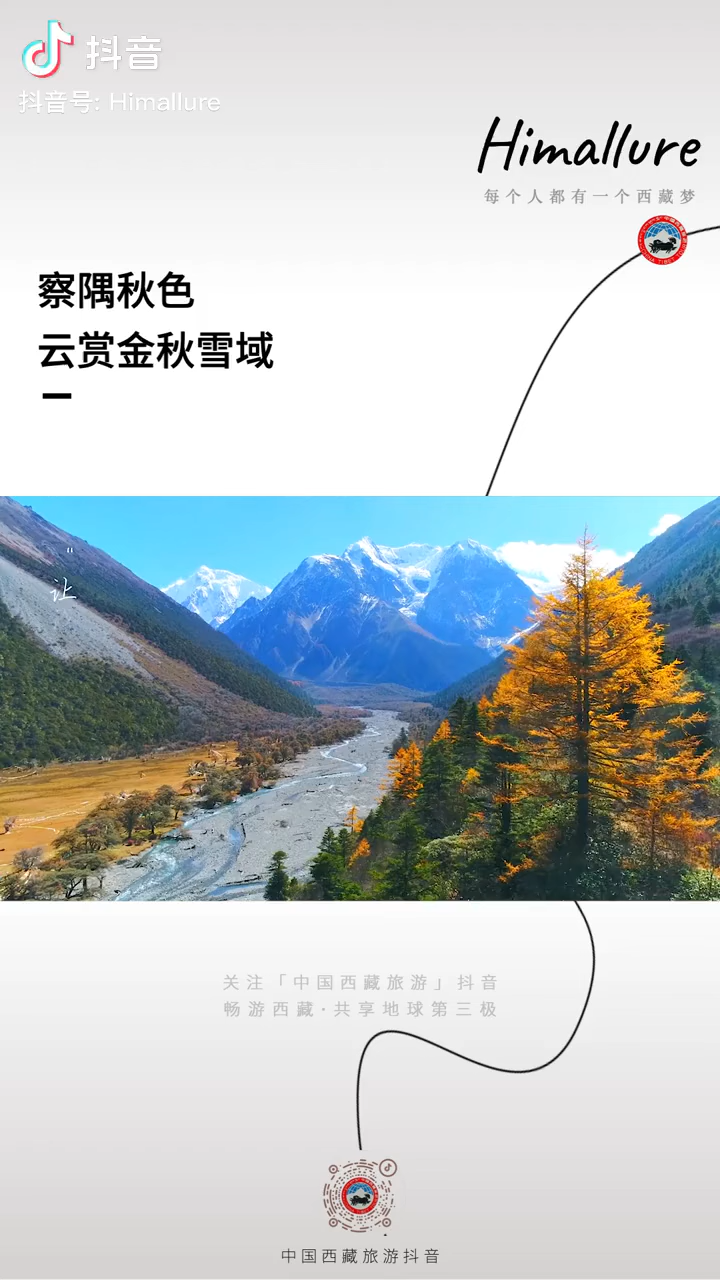 抖音
抖音号: Himallure
Himallure
每个人都有一个西藏梦
察隅秋色
云赏金秋雪域
“
让
关注「中国西藏旅游」抖音
畅游西藏·共享地球第三极
中国西藏旅游抖音